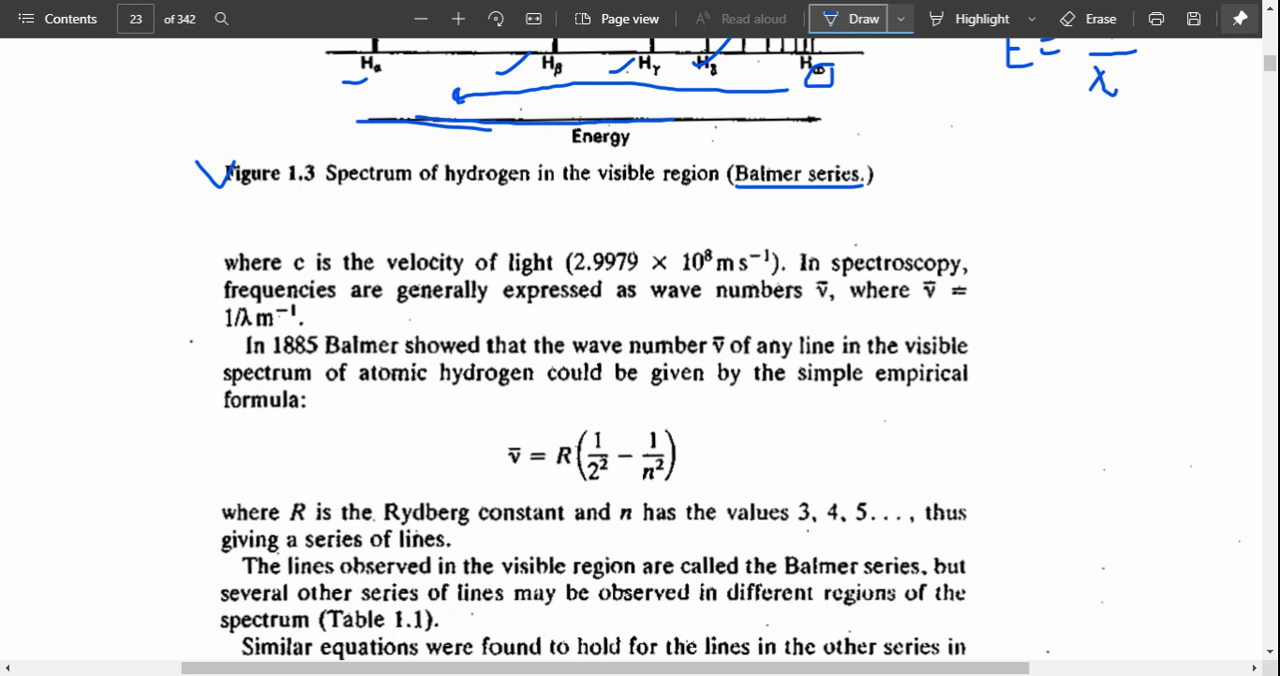 Contents 23 of 342 Page view Read aloud Draw Highlight Erase
Hα Hβ Hγ Hδ H∞
E =
λ
Energy
Figure 1.3 Spectrum of hydrogen in the visible region (Balmer series.)
where c is the velocity of light (2.9979 × 10⁸ m s⁻¹). In spectroscopy,
frequencies are generally expressed as wave numbers ν̄, where ν̄ =
1/λ m⁻¹.
In 1885 Balmer showed that the wave number ν̄ of any line in the visible
spectrum of atomic hydrogen could be given by the simple empirical
formula:
ν̄ = R(1/2² − 1/n²)
where R is the Rydberg constant and n has the values 3, 4, 5..., thus
giving a series of lines.
The lines observed in the visible region are called the Balmer series, but
several other series of lines may be observed in different regions of the
spectrum (Table 1.1).
Similar equations were found to hold for the lines in the other series in